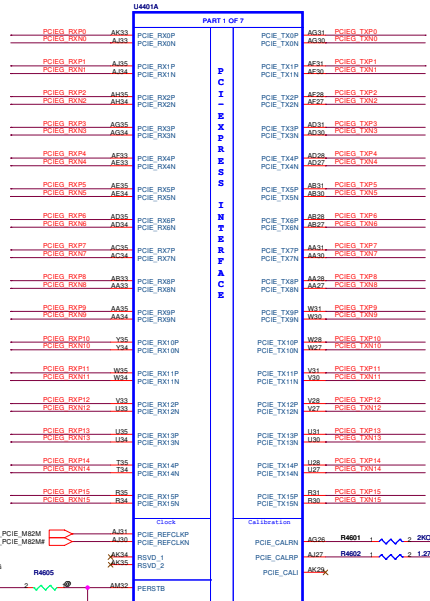 U4401A
PART 1 OF 7
PCIEG_RXP0 AK33 PCIE_RX0P PCIE_TX0P AG31 PCIEG_TXP0
PCIEG_RXN0 AJ33 PCIE_RX0N PCIE_TX0N AG30 PCIEG_TXN0
PCIEG_RXP1 AJ35 PCIE_RX1P PCIE_TX1P AF31 PCIEG_TXP1
PCIEG_RXN1 AJ34 PCIE_RX1N PCIE_TX1N AF30 PCIEG_TXN1
PCIEG_RXP2 AH35 PCIE_RX2P PCIE_TX2P AF28 PCIEG_TXP2
PCIEG_RXN2 AH34 PCIE_RX2N PCIE_TX2N AF27 PCIEG_TXN2
PCIEG_RXP3 AG35 PCIE_RX3P PCIE_TX3P AD31 PCIEG_TXP3
PCIEG_RXN3 AG34 PCIE_RX3N PCIE_TX3N AD30 PCIEG_TXN3
PCIEG_RXP4 AF33 PCIE_RX4P PCIE_TX4P AD28 PCIEG_TXP4
PCIEG_RXN4 AE33 PCIE_RX4N PCIE_TX4N AD27 PCIEG_TXN4
PCIEG_RXP5 AE35 PCIE_RX5P PCIE_TX5P AB31 PCIEG_TXP5
PCIEG_RXN5 AE34 PCIE_RX5N PCIE_TX5N AB30 PCIEG_TXN5
PCIEG_RXP6 AD35 PCIE_RX6P PCIE_TX6P AB28 PCIEG_TXP6
PCIEG_RXN6 AD34 PCIE_RX6N PCIE_TX6N AB27 PCIEG_TXN6
PCIEG_RXP7 AC35 PCIE_RX7P PCIE_TX7P AA31 PCIEG_TXP7
PCIEG_RXN7 AC34 PCIE_RX7N PCIE_TX7N AA30 PCIEG_TXN7
PCIEG_RXP8 AB33 PCIE_RX8P PCIE_TX8P AA28 PCIEG_TXP8
PCIEG_RXN8 AA33 PCIE_RX8N PCIE_TX8N AA27 PCIEG_TXN8
PCIEG_RXP9 AA35 PCIE_RX9P PCIE_TX9P W31 PCIEG_TXP9
PCIEG_RXN9 AA34 PCIE_RX9N PCIE_TX9N W30 PCIEG_TXN9
PCIEG_RXP10 Y35 PCIE_RX10P PCIE_TX10P W28 PCIEG_TXP10
PCIEG_RXN10 Y34 PCIE_RX10N PCIE_TX10N W27 PCIEG_TXN10
PCIEG_RXP11 W35 PCIE_RX11P PCIE_TX11P V31 PCIEG_TXP11
PCIEG_RXN11 W34 PCIE_RX11N PCIE_TX11N V30 PCIEG_TXN11
PCIEG_RXP12 V33 PCIE_RX12P PCIE_TX12P V28 PCIEG_TXP12
PCIEG_RXN12 U33 PCIE_RX12N PCIE_TX12N V27 PCIEG_TXN12
PCIEG_RXP13 U35 PCIE_RX13P PCIE_TX13P U31 PCIEG_TXP13
PCIEG_RXN13 U34 PCIE_RX13N PCIE_TX13N U30 PCIEG_TXN13
PCIEG_RXP14 T35 PCIE_RX14P PCIE_TX14P U28 PCIEG_TXP14
PCIEG_RXN14 T34 PCIE_RX14N PCIE_TX14N U27 PCIEG_TXN14
PCIEG_RXP15 R35 PCIE_RX15P PCIE_TX15P R31 PCIEG_TXP15
PCIEG_RXN15 R34 PCIE_RX15N PCIE_TX15N R30 PCIEG_TXN15
PCI-EXPRESS INTERFACE
Clock Calibration
_PCIE_M82M AJ31 PCIE_REFCLKP
_PCIE_M82M# AJ30 PCIE_REFCLKN
PCIE_CALRN AG26 R4601 1 2 2K
AK34 RSVD_1
AK35 RSVD_2
PCIE_CALRP AJ27 R4602 1 2 1.27
PCIE_CALI AK29
R4605
2 @ AM32 PERSTB